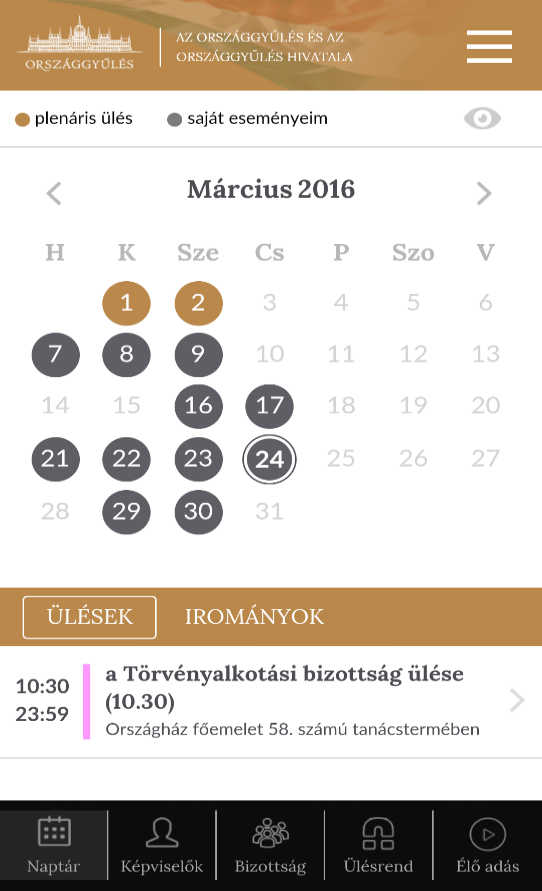 ORSZÁGGYŰLÉS
AZ ORSZÁGGYŰLÉS ÉS AZ
ORSZÁGGYŰLÉS HIVATALA
plenáris ülés saját eseményeim
Március 2016
H K Sze Cs P Szo V
1 2 3 4 5 6
7 8 9 10 11 12 13
14 15 16 17 18 19 20
21 22 23 24 25 26 27
28 29 30 31
ÜLÉSEK IROMÁNYOK
10:30
23:59
a Törvényalkotási bizottság ülése
(10.30)
Országház főemelet 58. számú tanácstermében
Naptár Képviselők Bizottság Ülésrend Élő adás